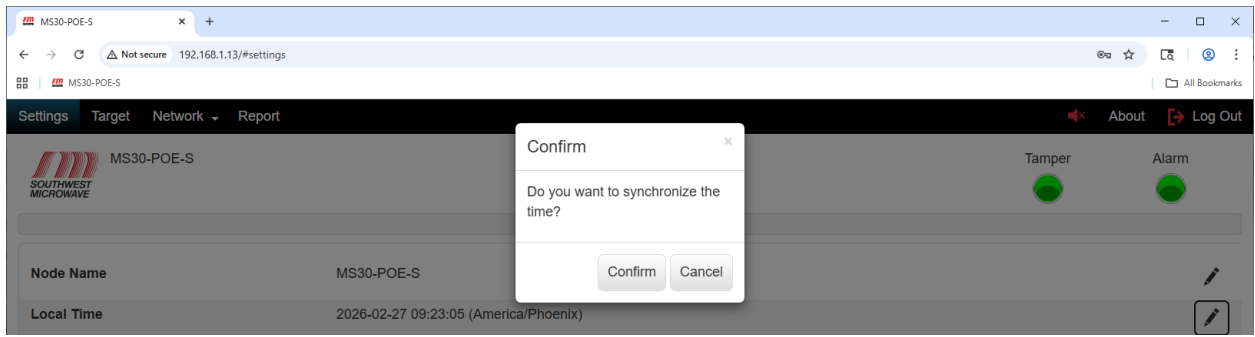 MS30-POE-S
Not secure 192.168.1.13/#settings
MS30-POE-S
All Bookmarks
Settings Target Network Report About Log Out
SOUTHWEST
MICROWAVE
MS30-POE-S
Tamper Alarm
Confirm
Do you want to synchronize the
time?
Confirm Cancel
Node Name MS30-POE-S
Local Time 2026-02-27 09:23:05 (America/Phoenix)